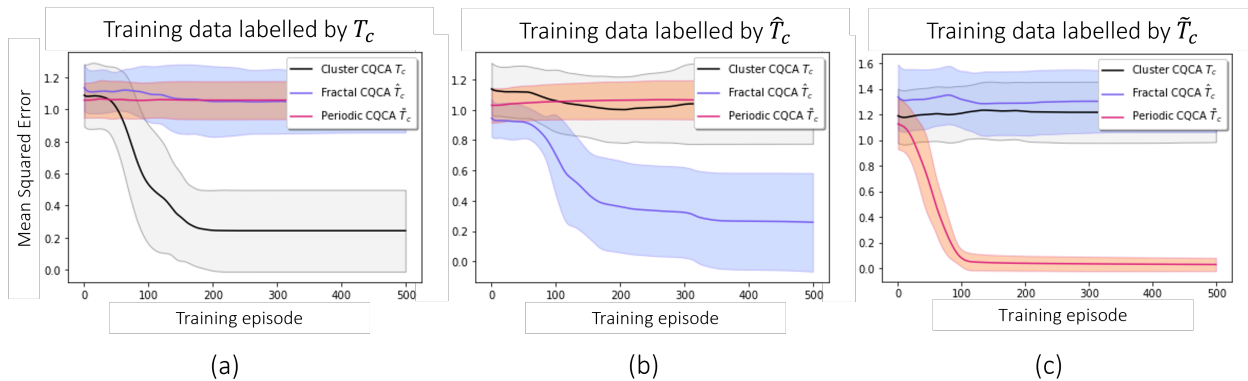 Training data labelled by T_c
Mean Squared Error
1.2
1.0
0.8
0.6
0.4
0.2
0.0
Cluster CQCA T_c
Fractal CQCA T̂_c
Periodic CQCA T̃_c
0 100 200 300 400 500
Training episode
(a)
Training data labelled by T̂_c
1.2
1.0
0.8
0.6
0.4
0.2
0.0
Cluster CQCA T_c
Fractal CQCA T̂_c
Periodic CQCA T̃_c
0 100 200 300 400 500
Training episode
(b)
Training data labelled by T̃_c
1.6
1.4
1.2
1.0
0.8
0.6
0.4
0.2
0.0
Cluster CQCA T_c
Fractal CQCA T̂_c
Periodic CQCA T̃_c
0 100 200 300 400 500
Training episode
(c)